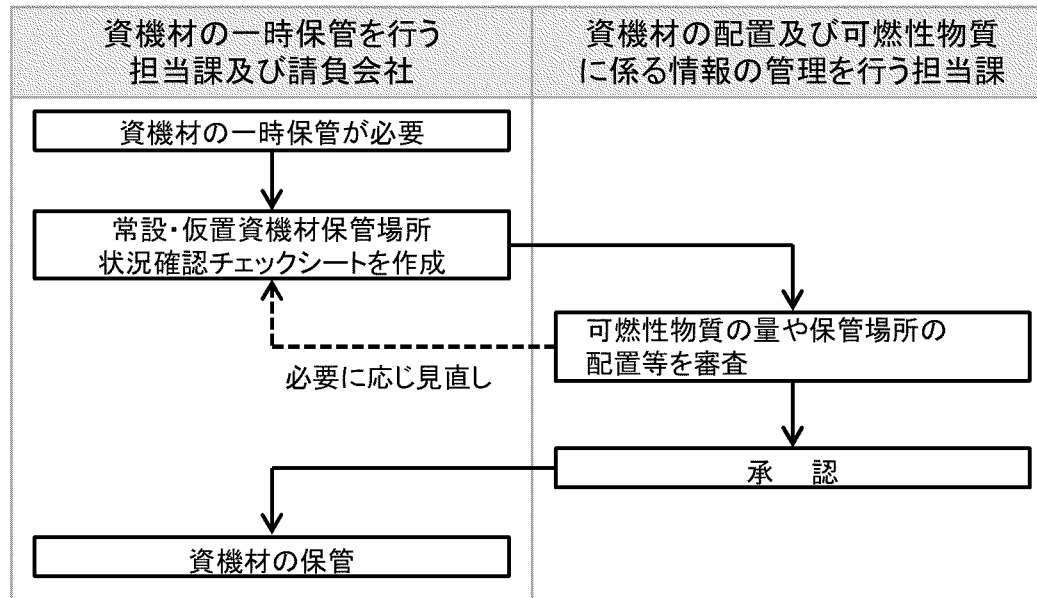 資機材の一時保管を行う
担当課及び請負会社
資機材の配置及び可燃性物質
に係る情報の管理を行う担当課
資機材の一時保管が必要
常設・仮置資機材保管場所
状況確認チェックシートを作成
可燃性物質の量や保管場所の
配置等を審査
必要に応じ見直し
承 認
資機材の保管